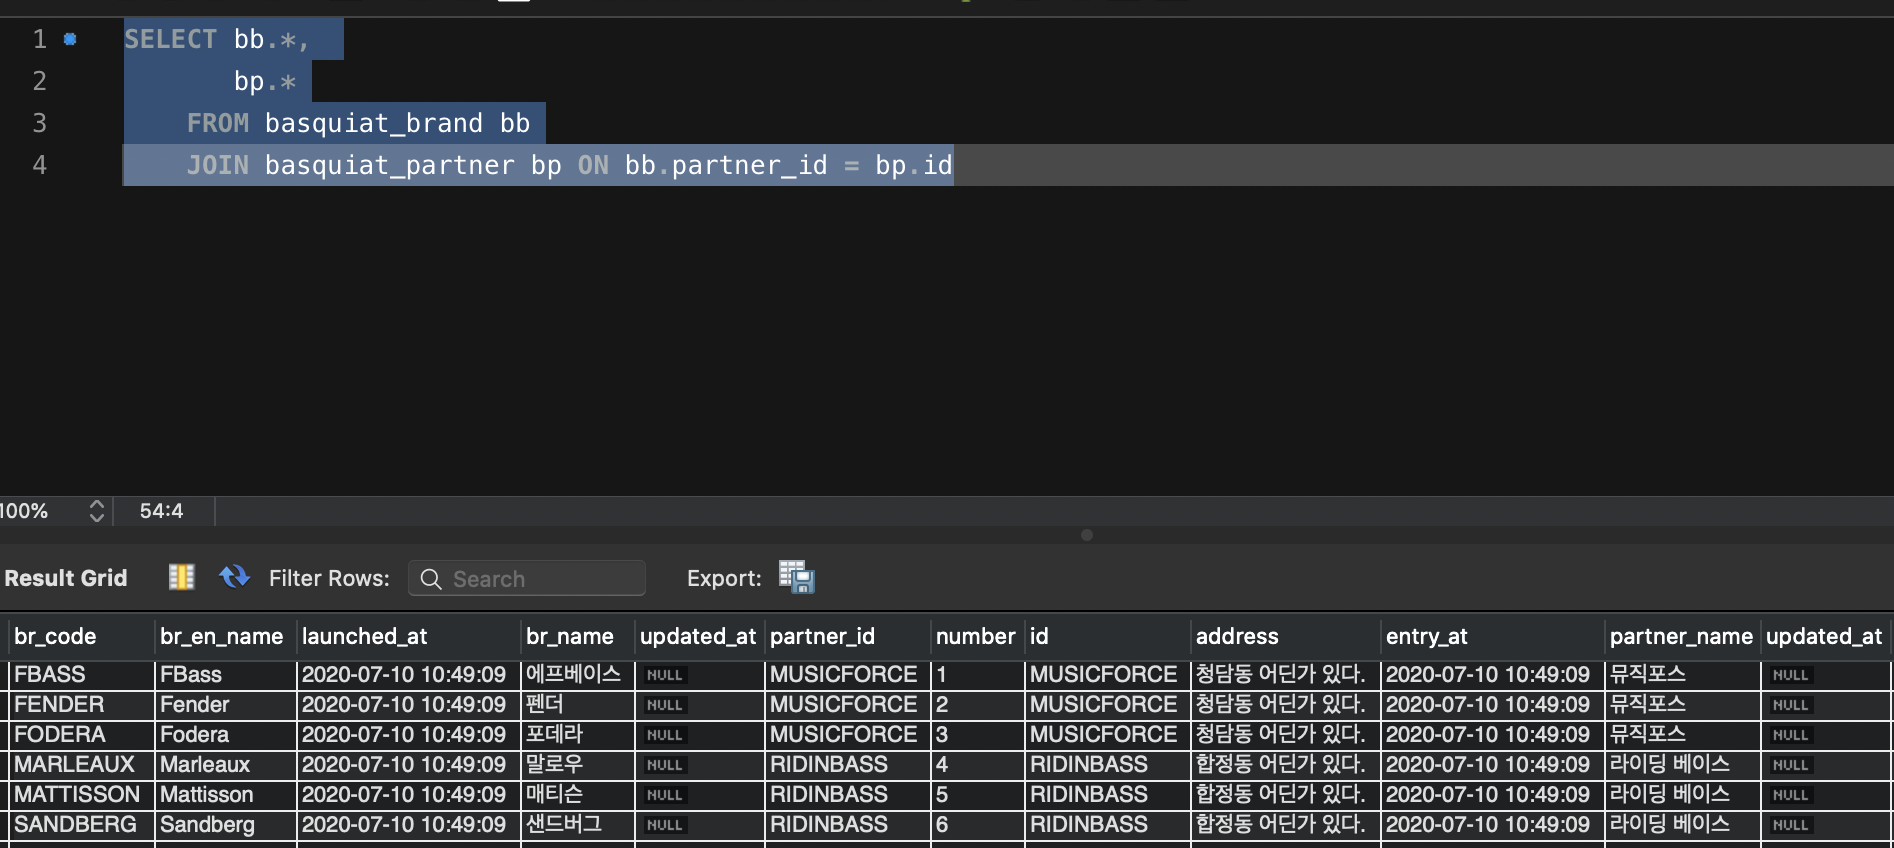 1 SELECT bb.*,
2 bp.*
3 FROM basquiat_brand bb
4 JOIN basquiat_partner bp ON bb.partner_id = bp.id
100% 54:4
Result Grid Filter Rows: Search Export:
br_code br_en_name launched_at br_name updated_at partner_id number id address entry_at partner_name updated_at
FBASS FBass 2020-07-10 10:49:09 에프베이스 NULL MUSICFORCE 1 MUSICFORCE 청담동 어딘가 있다. 2020-07-10 10:49:09 뮤직포스 NULL
FENDER Fender 2020-07-10 10:49:09 펜더 NULL MUSICFORCE 2 MUSICFORCE 청담동 어딘가 있다. 2020-07-10 10:49:09 뮤직포스 NULL
FODERA Fodera 2020-07-10 10:49:09 포데라 NULL MUSICFORCE 3 MUSICFORCE 청담동 어딘가 있다. 2020-07-10 10:49:09 뮤직포스 NULL
MARLEAUX Marleaux 2020-07-10 10:49:09 말로우 NULL RIDINBASS 4 RIDINBASS 합정동 어딘가 있다. 2020-07-10 10:49:09 라이딩 베이스 NULL
MATTISSON Mattisson 2020-07-10 10:49:09 매티슨 NULL RIDINBASS 5 RIDINBASS 합정동 어딘가 있다. 2020-07-10 10:49:09 라이딩 베이스 NULL
SANDBERG Sandberg 2020-07-10 10:49:09 샌드버그 NULL RIDINBASS 6 RIDINBASS 합정동 어딘가 있다. 2020-07-10 10:49:09 라이딩 베이스 NULL